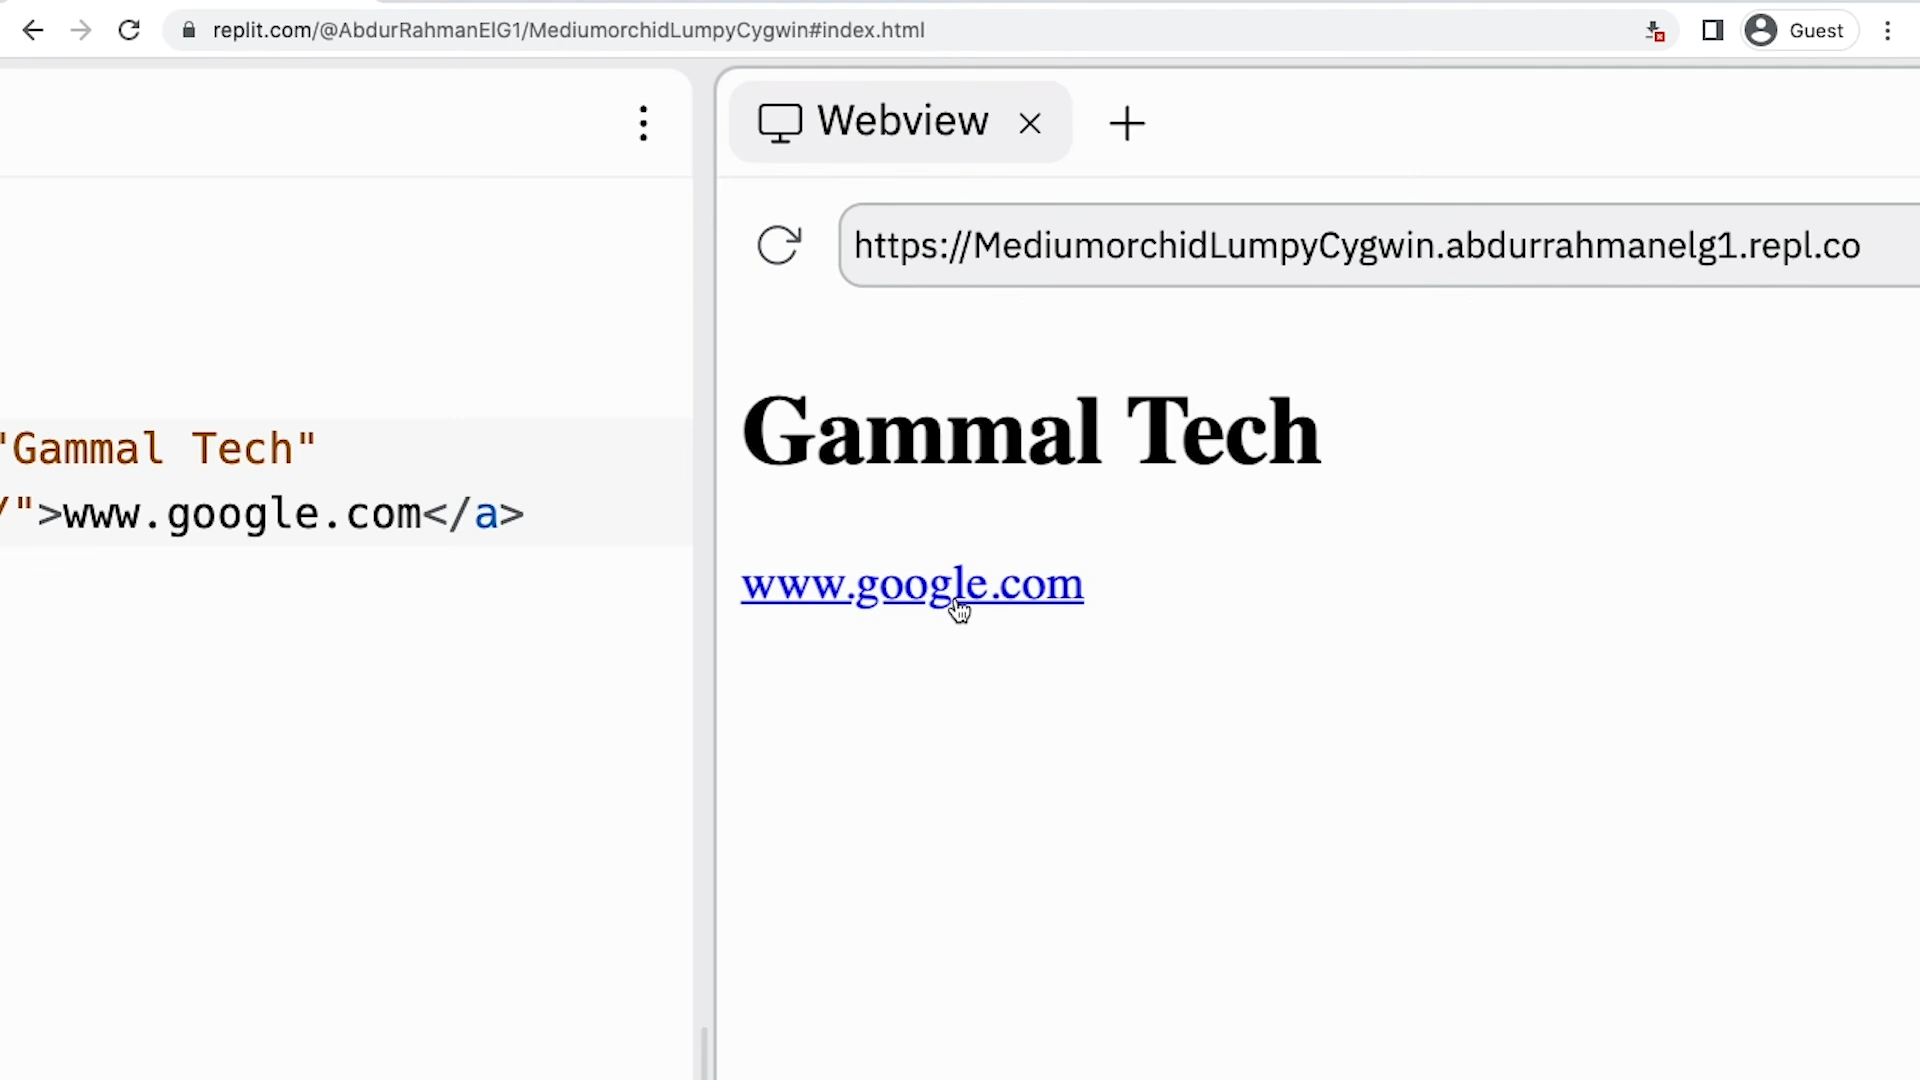 replit.com/@AbdurRahmanElG1/MediumorchidLumpyCygwin#index.html
Guest
Webview
https://MediumorchidLumpyCygwin.abdurrahmanelg1.repl.co
"Gammal Tech"
/">www.google.com</a>
Gammal Tech
www.google.com